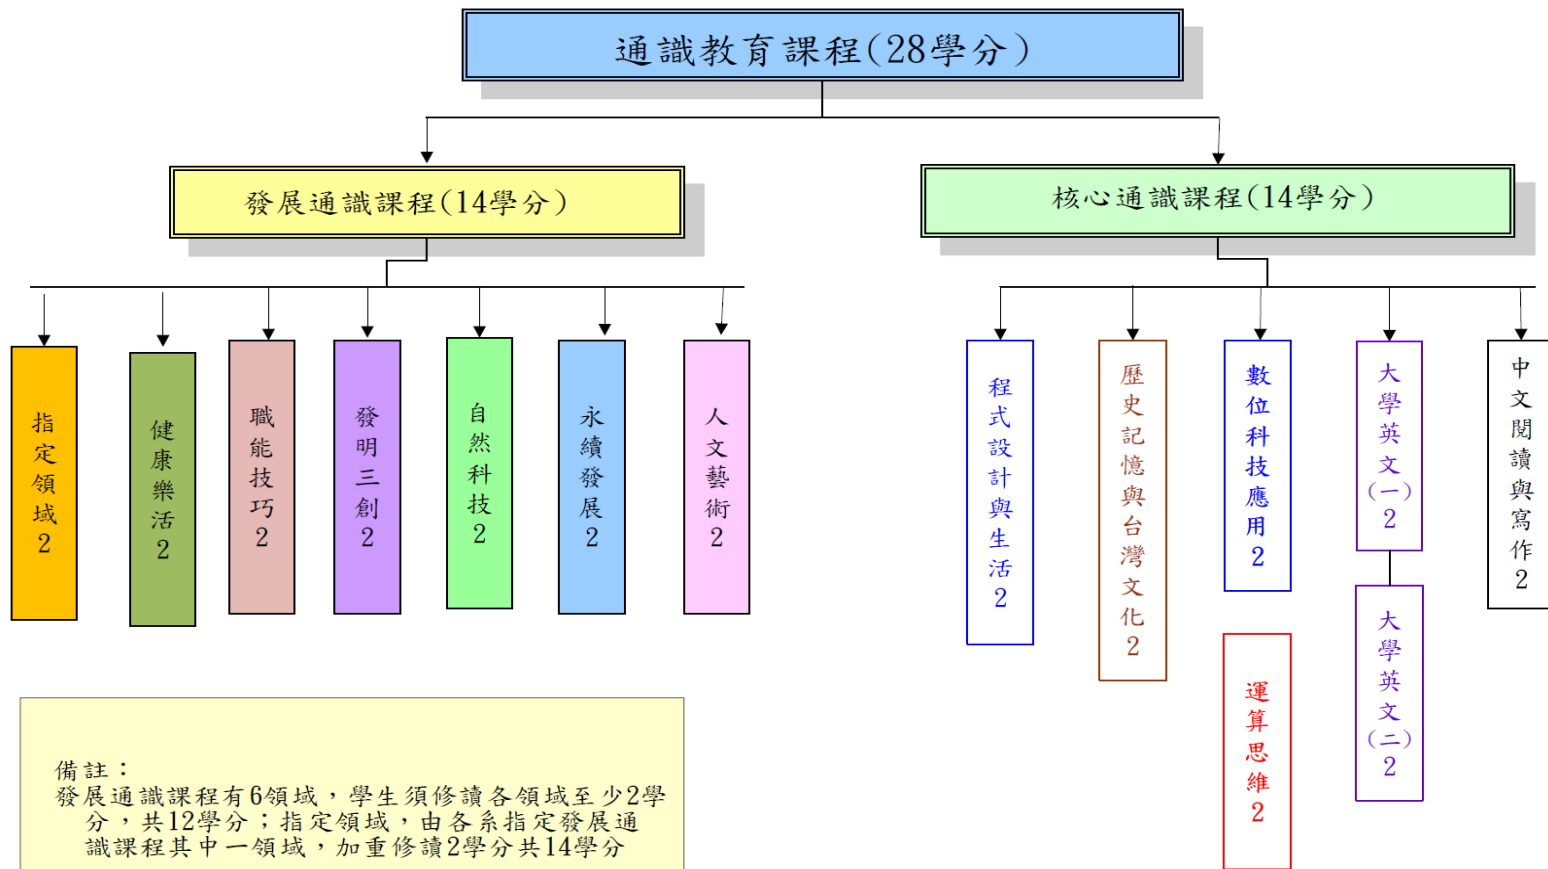 通識教育課程(28學分)
發展通識課程(14學分)
核心通識課程(14學分)
指定領域2
健康樂活2
職能技巧2
發明三創2
自然科技2
永續發展2
人文藝術2
程式設計與生活2
歷史記憶與台灣文化2
數位科技應用2
大學英文(一)2
中文閱讀與寫作2
運算思維2
大學英文(二)2
備註：
發展通識課程有6領域，學生須修讀各領域至少2學
分，共12學分；指定領域，由各系指定發展通
識課程其中一領域，加重修讀2學分共14學分